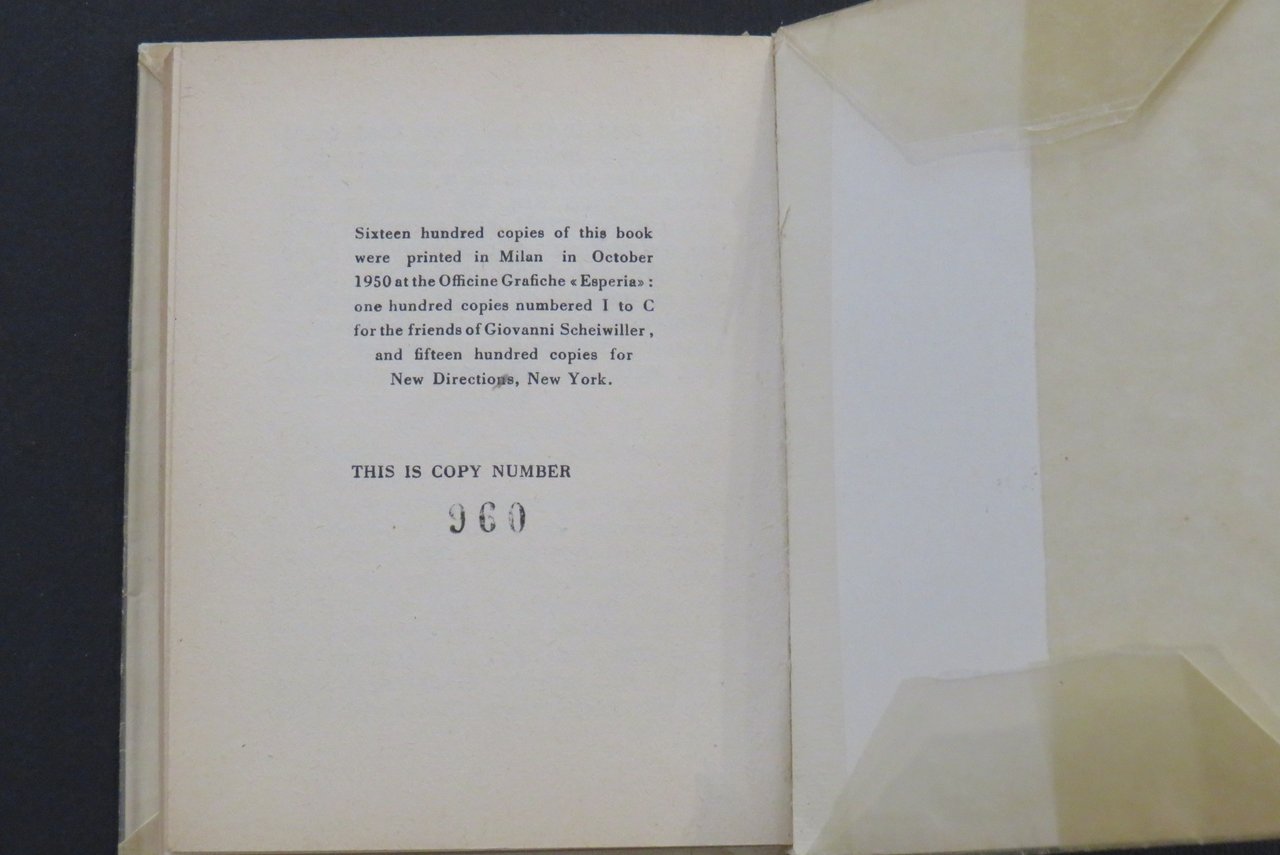 Sixteen hundred copies of this book
were printed in Milan in October
1950 at the Officine Grafiche « Esperia» :
one hundred copies numbered I to C
for the friends of Giovanni Scheiwiller ,
and fifteen hundred copies for
New Directions, New York.
THIS IS COPY NUMBER
960